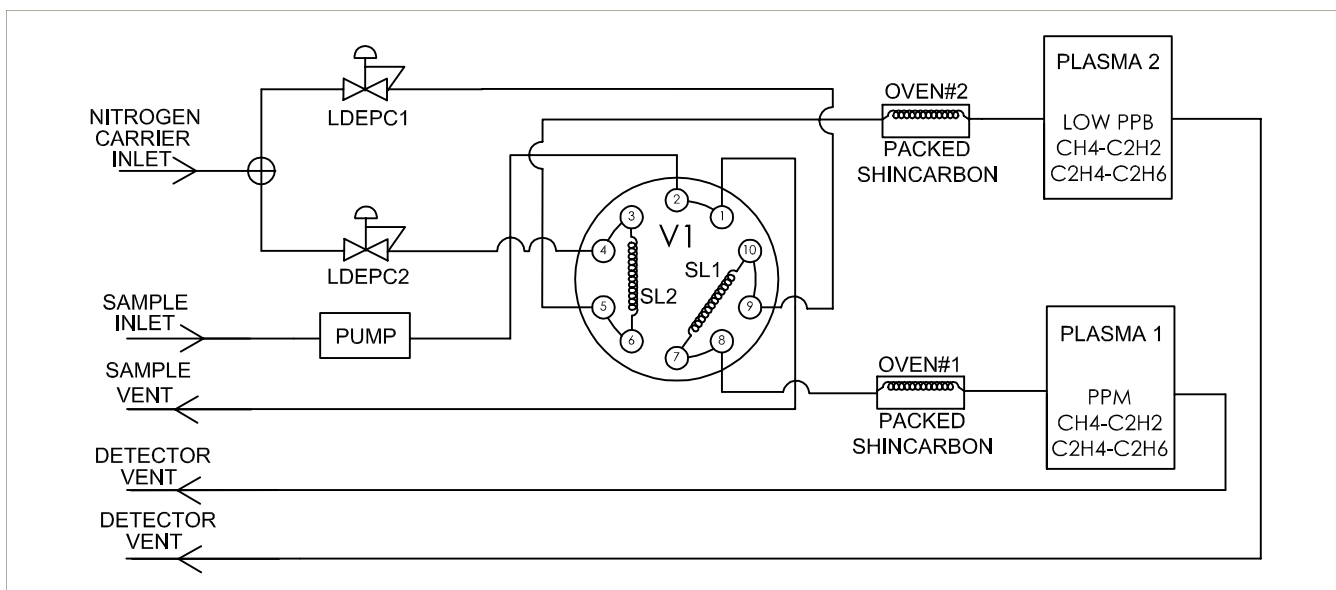 NITROGEN
CARRIER
INLET
LDEPC1
LDEPC2
SAMPLE
INLET
PUMP
SAMPLE
VENT
DETECTOR
VENT
DETECTOR
VENT
V1
SL1
SL2
1
2
3
4
5
6
7
8
9
10
OVEN#2
PACKED
SHINCARBON
PLASMA 2
LOW PPB
CH4-C2H2
C2H4-C2H6
OVEN#1
PACKED
SHINCARBON
PLASMA 1
PPM
CH4-C2H2
C2H4-C2H6